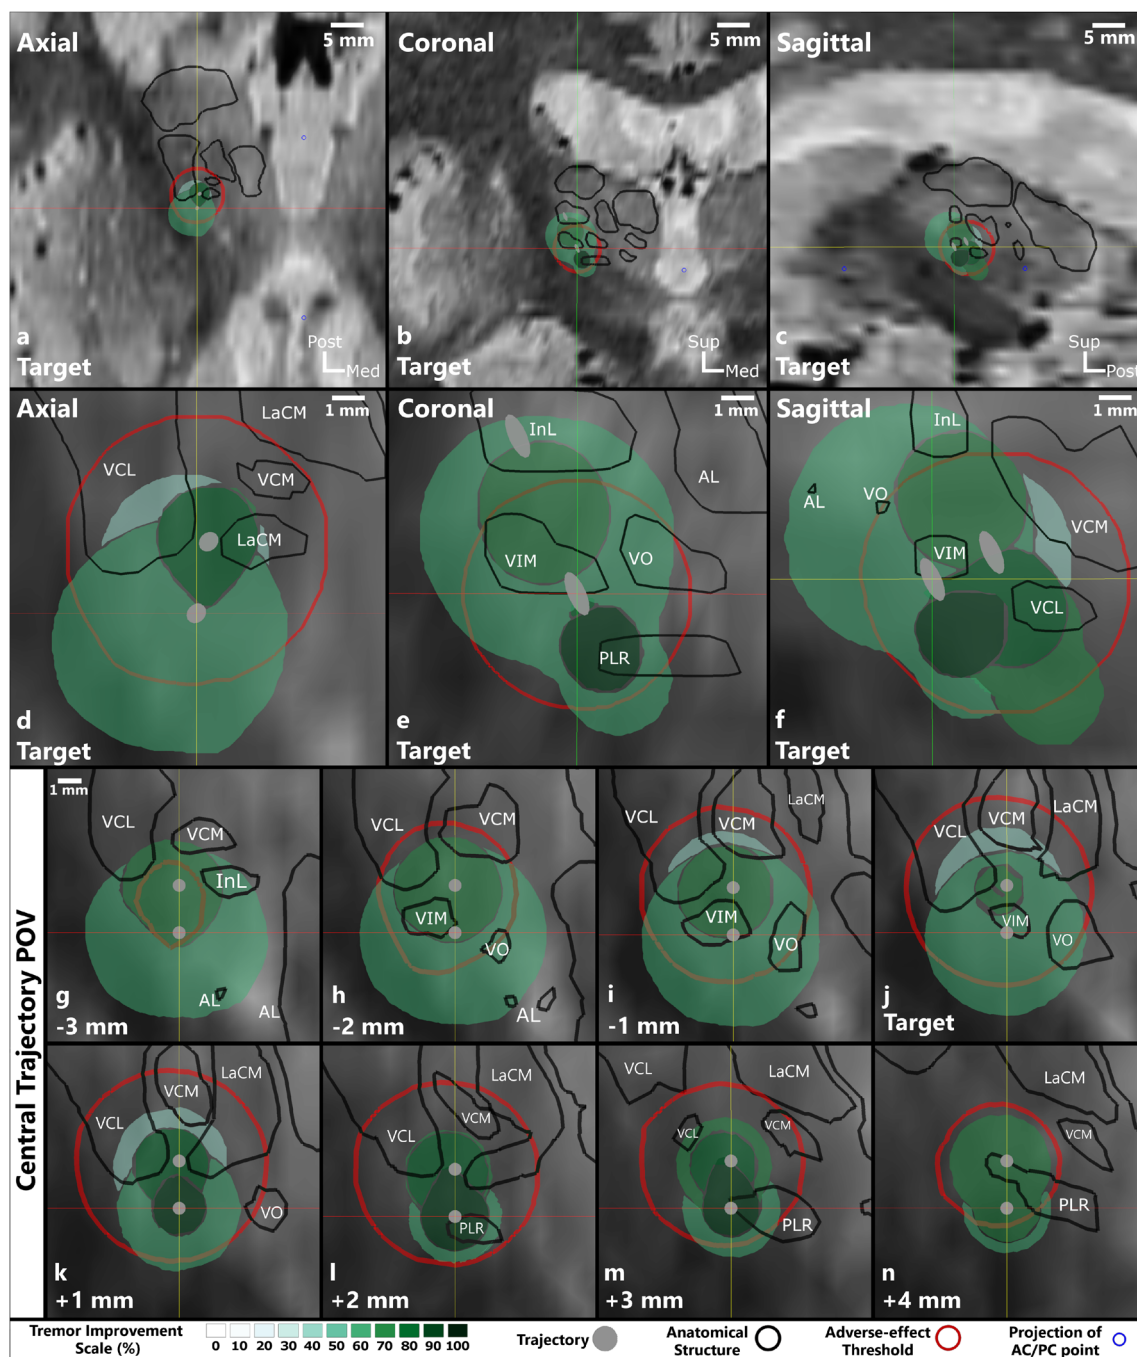 Axial
5 mm
Coronal
5 mm
Sagittal
5 mm
a
Target
Post
Med
b
Target
Sup
Med
c
Target
Sup
Post
Axial
1 mm
LaCM
VCL
VCM
LaCM
d
Target
Coronal
1 mm
InL
AL
VIM
VO
PLR
e
Target
Sagittal
1 mm
InL
AL
VO
VCM
VIM
VCL
f
Target
Central Trajectory POV
1 mm
VCL
VCM
InL
AL
AL
g
-3 mm
VCL
VCM
VIM
VO
AL
h
-2 mm
LaCM
VCL
VCM
VIM
VO
i
-1 mm
LaCM
VCL
VCM
VIM
VO
j
Target
LaCM
VCM
VCL
VO
k
+1 mm
LaCM
VCM
VCL
PLR
l
+2 mm
VCL
LaCM
VCL
VCM
PLR
m
+3 mm
LaCM
VCM
PLR
n
+4 mm
Tremor Improvement
Scale (%)
0 10 20 30 40 50 60 70 80 90 100
Trajectory
Anatomical
Structure
Adverse-effect
Threshold
Projection of
AC/PC point